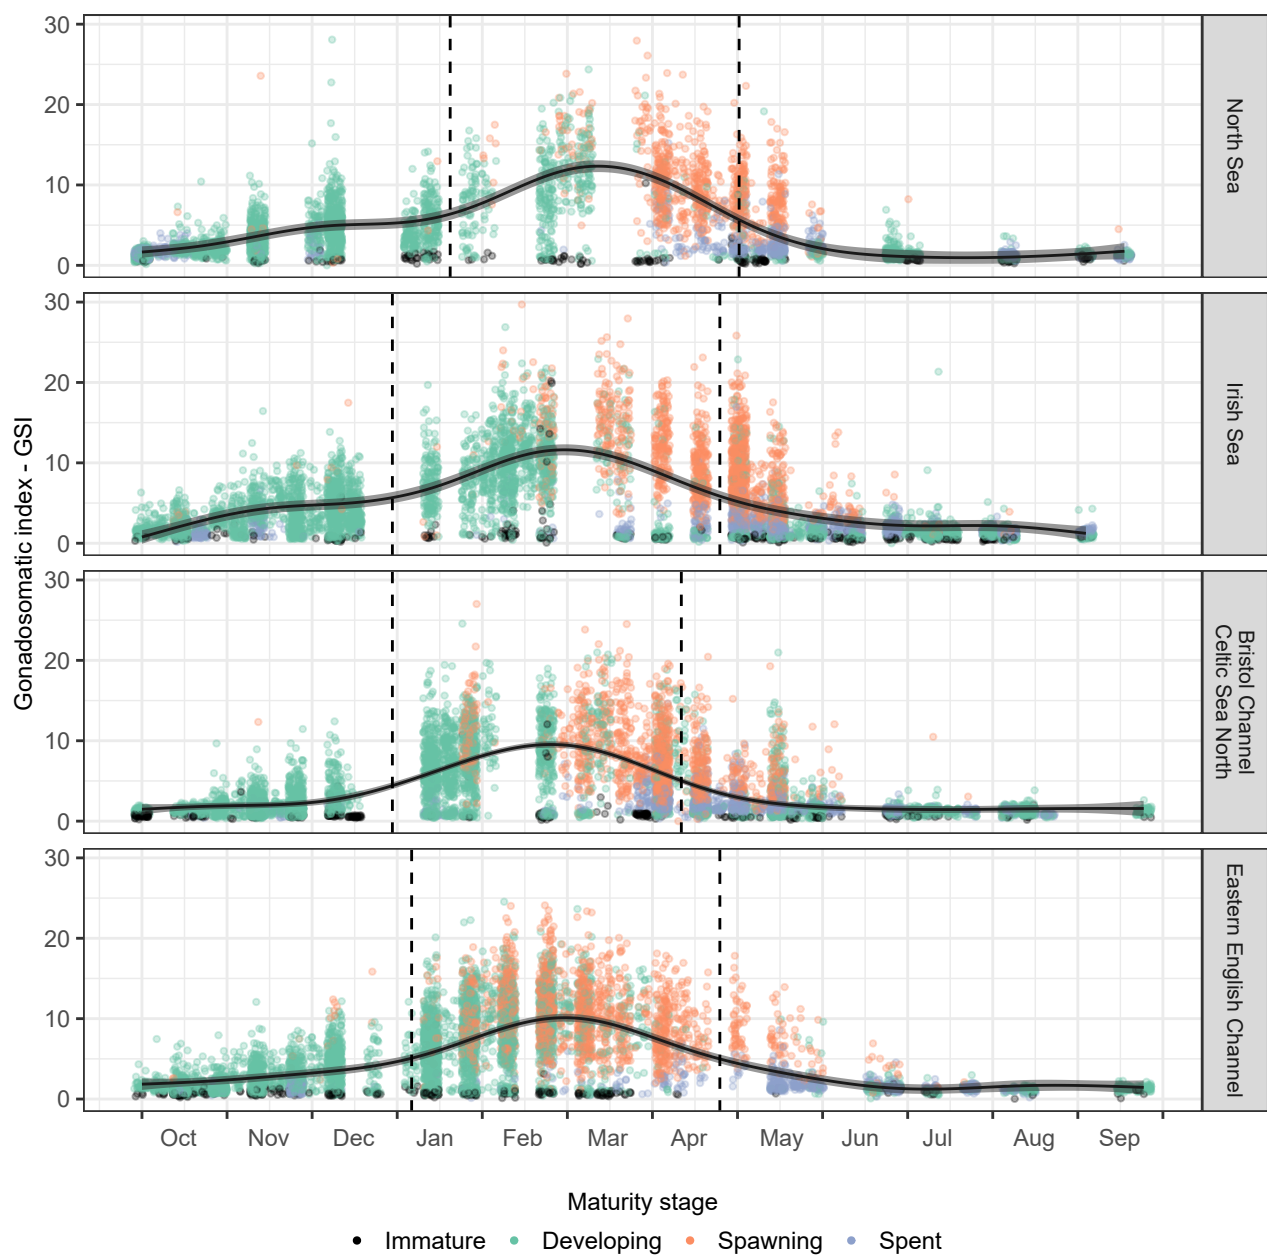 Gonadosomatic index - GSI
30
20
10
0
North Sea
30
20
10
0
Irish Sea
30
20
10
0
Bristol Channel
Celtic Sea North
30
20
10
0
Eastern English Channel
Oct Nov Dec Jan Feb Mar Apr May Jun Jul Aug Sep
Maturity stage
Immature Developing Spawning Spent